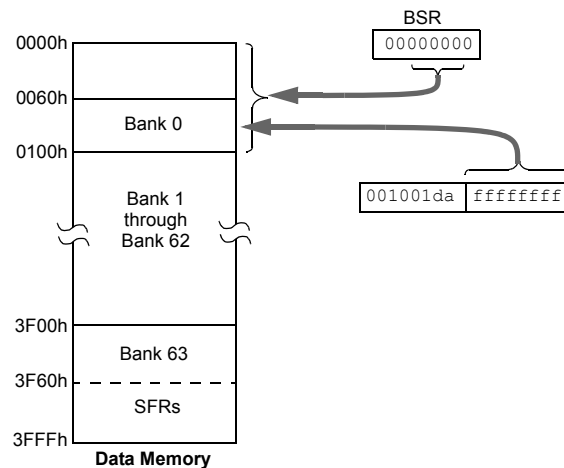 BSR
00000000
0000h
0060h
Bank 0
0100h
001001da ffffffff
Bank 1
through
Bank 62
3F00h
Bank 63
3F60h
SFRs
3FFFh
Data Memory